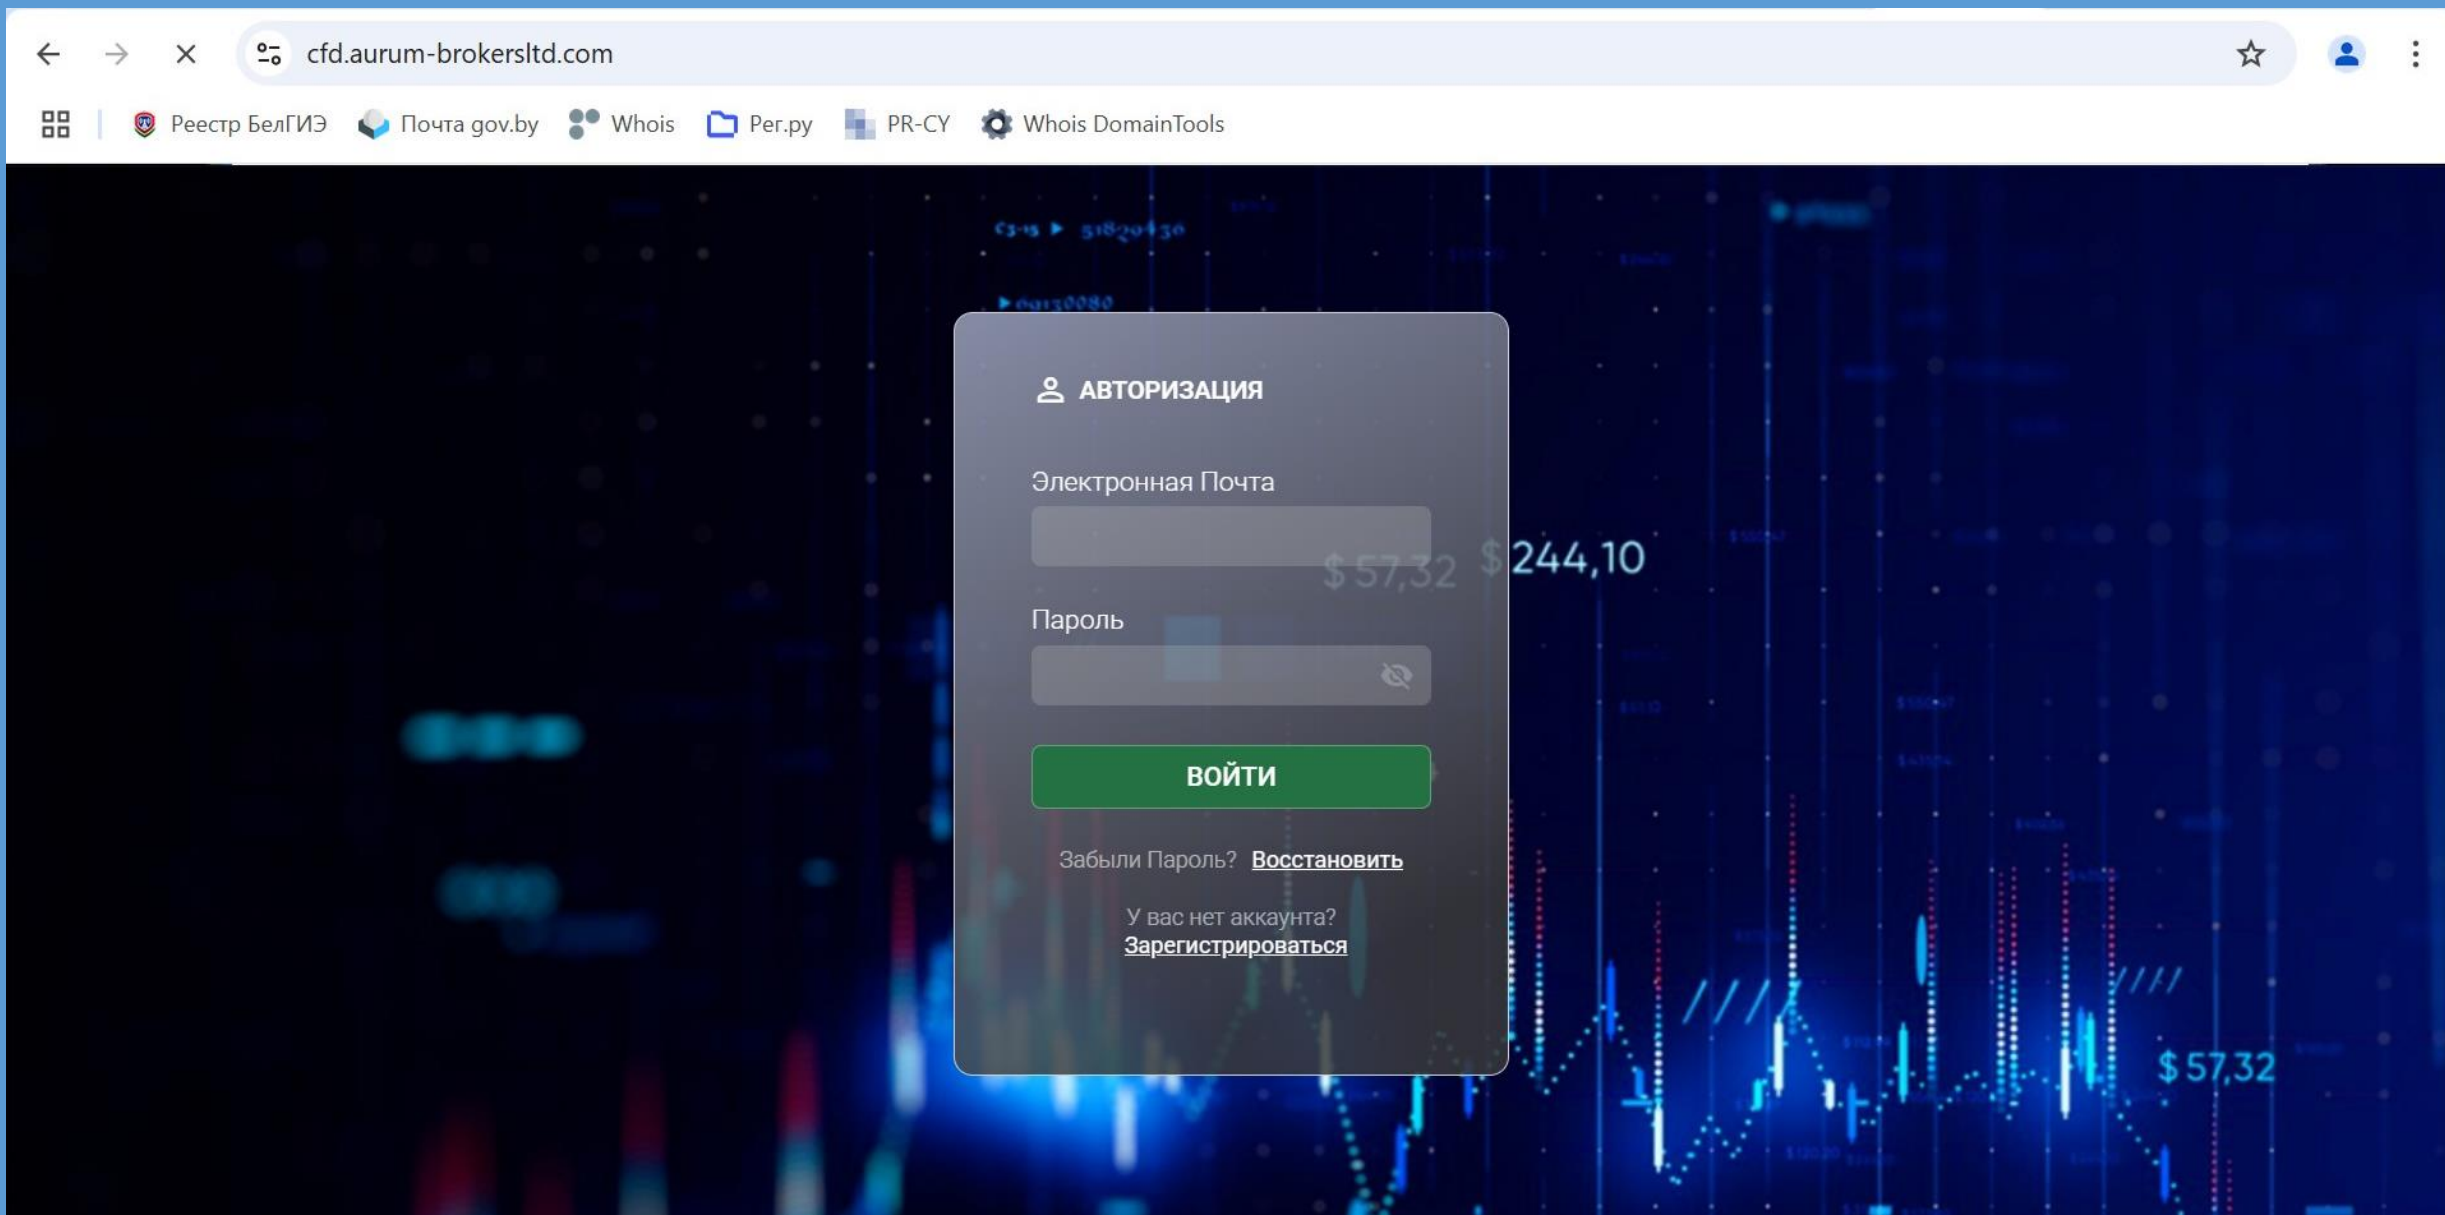 cfd.aurum-brokersltd.com
Реестр БелГИЭ Почта gov.by Whois Рег.ру PR-CY Whois DomainTools
АВТОРИЗАЦИЯ
Электронная Почта
$ 57,32 $ 244,10
Пароль
ВОЙТИ
Забыли Пароль? Восстановить
У вас нет аккаунта?
Зарегистрироваться
$ 57,32